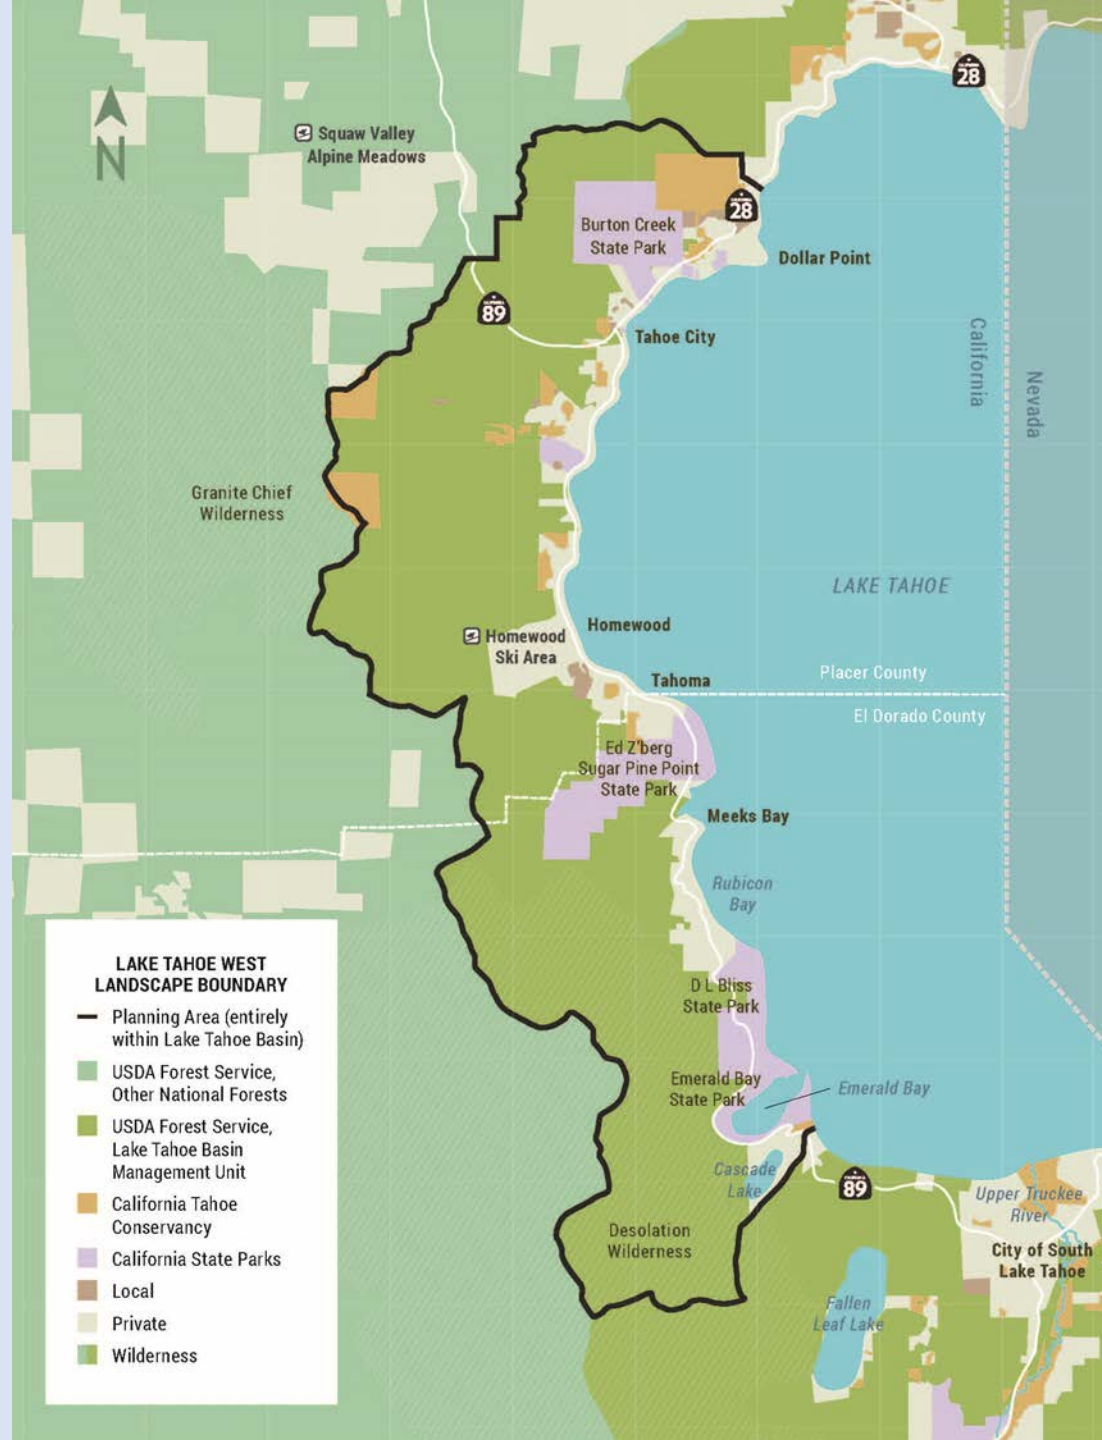 28
N
Squaw Valley
Alpine Meadows
28
Burton Creek
State Park
Dollar Point
89
Tahoe City
California
Nevada
Granite Chief
Wilderness
LAKE TAHOE
Homewood
Homewood
Ski Area
Tahoma
Placer County
El Dorado County
Ed Z'berg
Sugar Pine Point
State Park
Meeks Bay
Rubicon
Bay
D L Bliss
State Park
Emerald Bay
State Park
Emerald Bay
Cascade
Lake
89
Upper Truckee
River
Desolation
Wilderness
City of South
Lake Tahoe
Fallen
Leaf Lake
LAKE TAHOE WEST
LANDSCAPE BOUNDARY
Planning Area (entirely
within Lake Tahoe Basin)
USDA Forest Service,
Other National Forests
USDA Forest Service,
Lake Tahoe Basin
Management Unit
California Tahoe
Conservancy
California State Parks
Local
Private
Wilderness